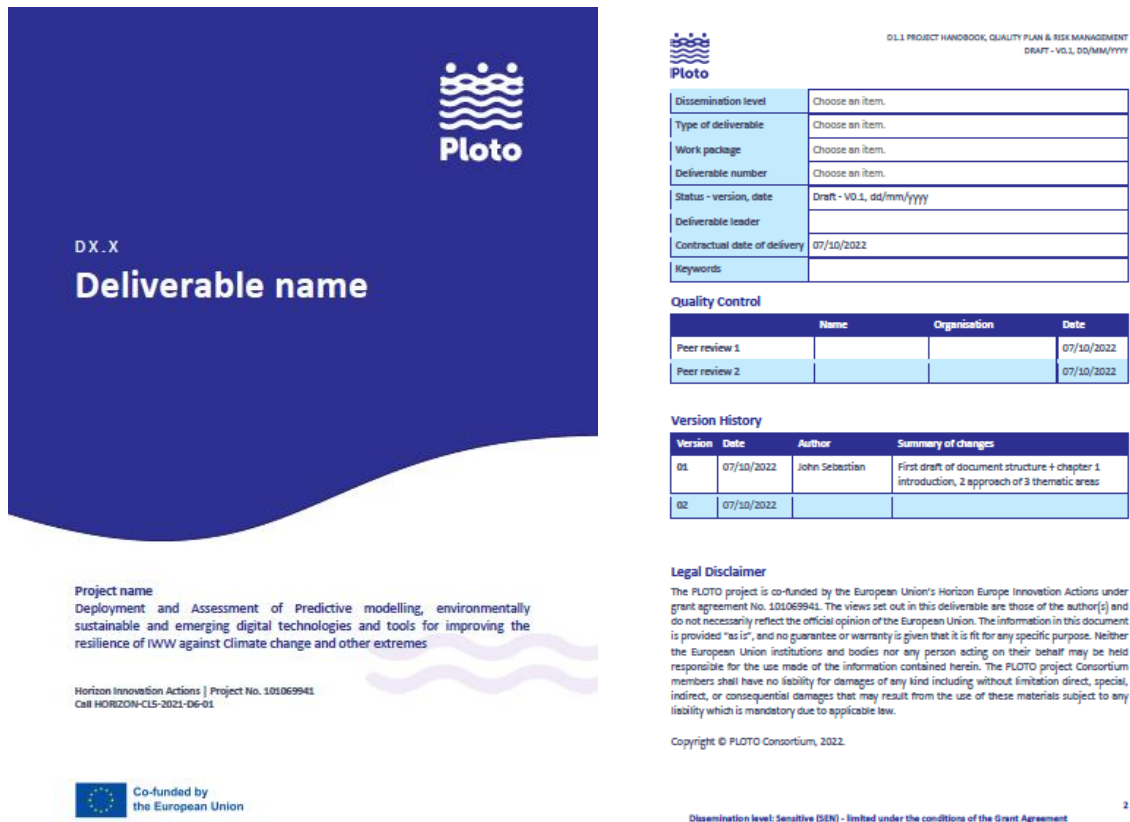 Ploto
DX.X
Deliverable name
Project name
Deployment and Assessment of Predictive modelling, environmentally
sustainable and emerging digital technologies and tools for improving the
resilience of IWW against Climate change and other extremes
Horizon Innovation Actions | Project No. 101069941
Call HORIZON-CL5-2021-D6-01
Co-funded by
the European Union
Ploto
D1.1 PROJECT HANDBOOK, QUALITY PLAN & RISK MANAGEMENT
DRAFT - V0.1, DD/MM/YYYY
Dissemination level Choose an item.
Type of deliverable Choose an item.
Work package Choose an item.
Deliverable number Choose an item.
Status - version, date Draft - V0.1, dd/mm/yyyy
Deliverable leader
Contractual date of delivery 07/10/2022
Keywords
Quality Control
Name Organisation Date
Peer review 1 07/10/2022
Peer review 2 07/10/2022
Version History
Version Date Author Summary of changes
01 07/10/2022 John Sebastian First draft of document structure + chapter 1
introduction, 2 approach of 3 thematic areas
02 07/10/2022
Legal Disclaimer
The PLOTO project is co-funded by the European Union's Horizon Europe Innovation Actions under
grant agreement No. 101069941. The views set out in this deliverable are those of the author(s) and
do not necessarily reflect the official opinion of the European Union. The information in this document
is provided "as is", and no guarantee or warranty is given that it is fit for any specific purpose. Neither
the European Union institutions and bodies nor any person acting on their behalf may be held
responsible for the use made of the information contained herein. The PLOTO project Consortium
members shall have no liability for damages of any kind including without limitation direct, special,
indirect, or consequential damages that may result from the use of these materials subject to any
liability which is mandatory due to applicable law.
Copyright © PLOTO Consortium, 2022.
2
Dissemination level: Sensitive (SEN) - limited under the conditions of the Grant Agreement